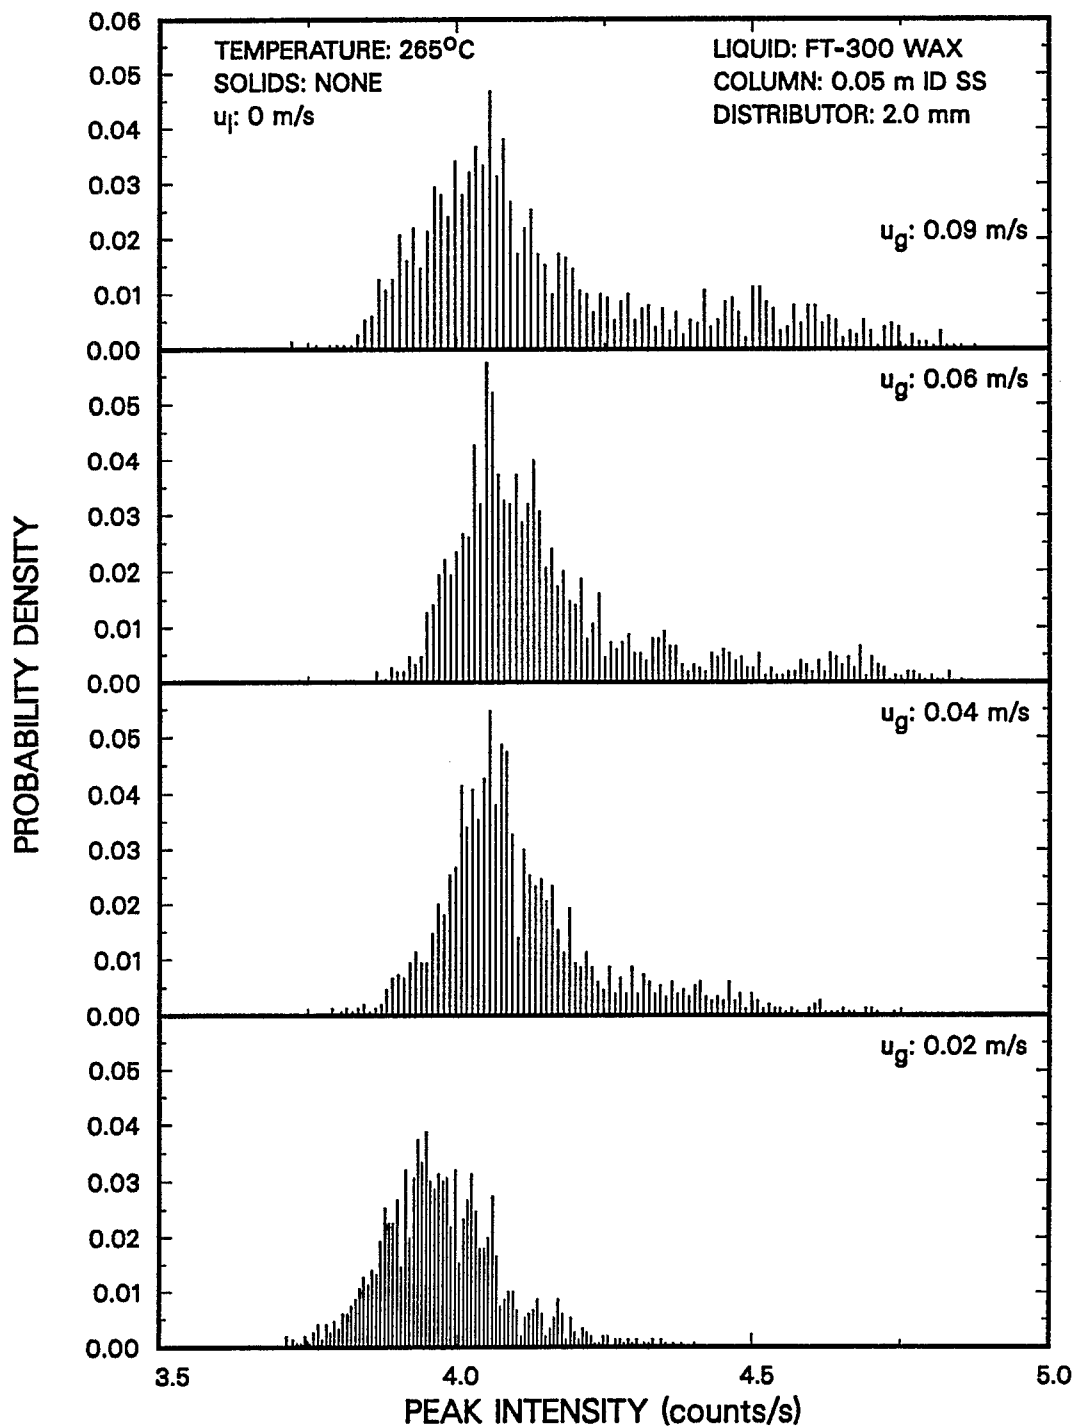 0.06
TEMPERATURE: 265°C
LIQUID: FT-300 WAX
0.05
SOLIDS: NONE
COLUMN: 0.05 m ID SS
uₗ: 0 m/s
DISTRIBUTOR: 2.0 mm
0.04
0.03
0.02
u_g: 0.09 m/s
0.01
0.00
u_g: 0.06 m/s
0.05
0.04
0.03
0.02
0.01
0.00
u_g: 0.04 m/s
0.05
0.04
0.03
0.02
0.01
0.00
u_g: 0.02 m/s
0.05
0.04
0.03
0.02
0.01
0.00
PROBABILITY DENSITY
3.5 4.0 4.5 5.0
PEAK INTENSITY (counts/s)